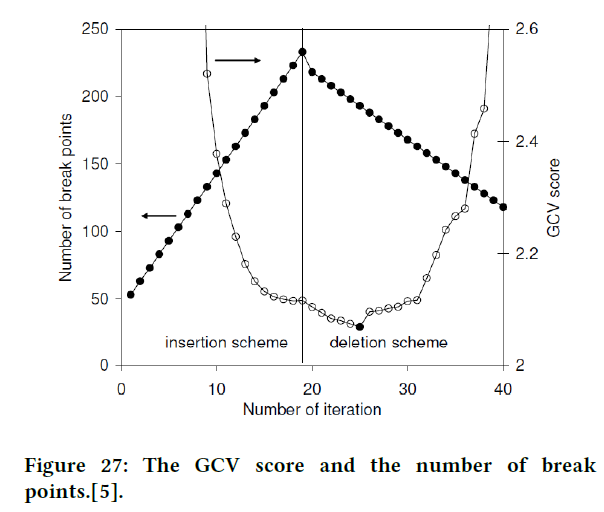 250
200
150
100
50
0
Number of break points
2.6
2.4
2.2
2
GCV score
insertion scheme
deletion scheme
0
10
20
30
40
Number of iteration
Figure 27: The GCV score and the number of break
points.[5].